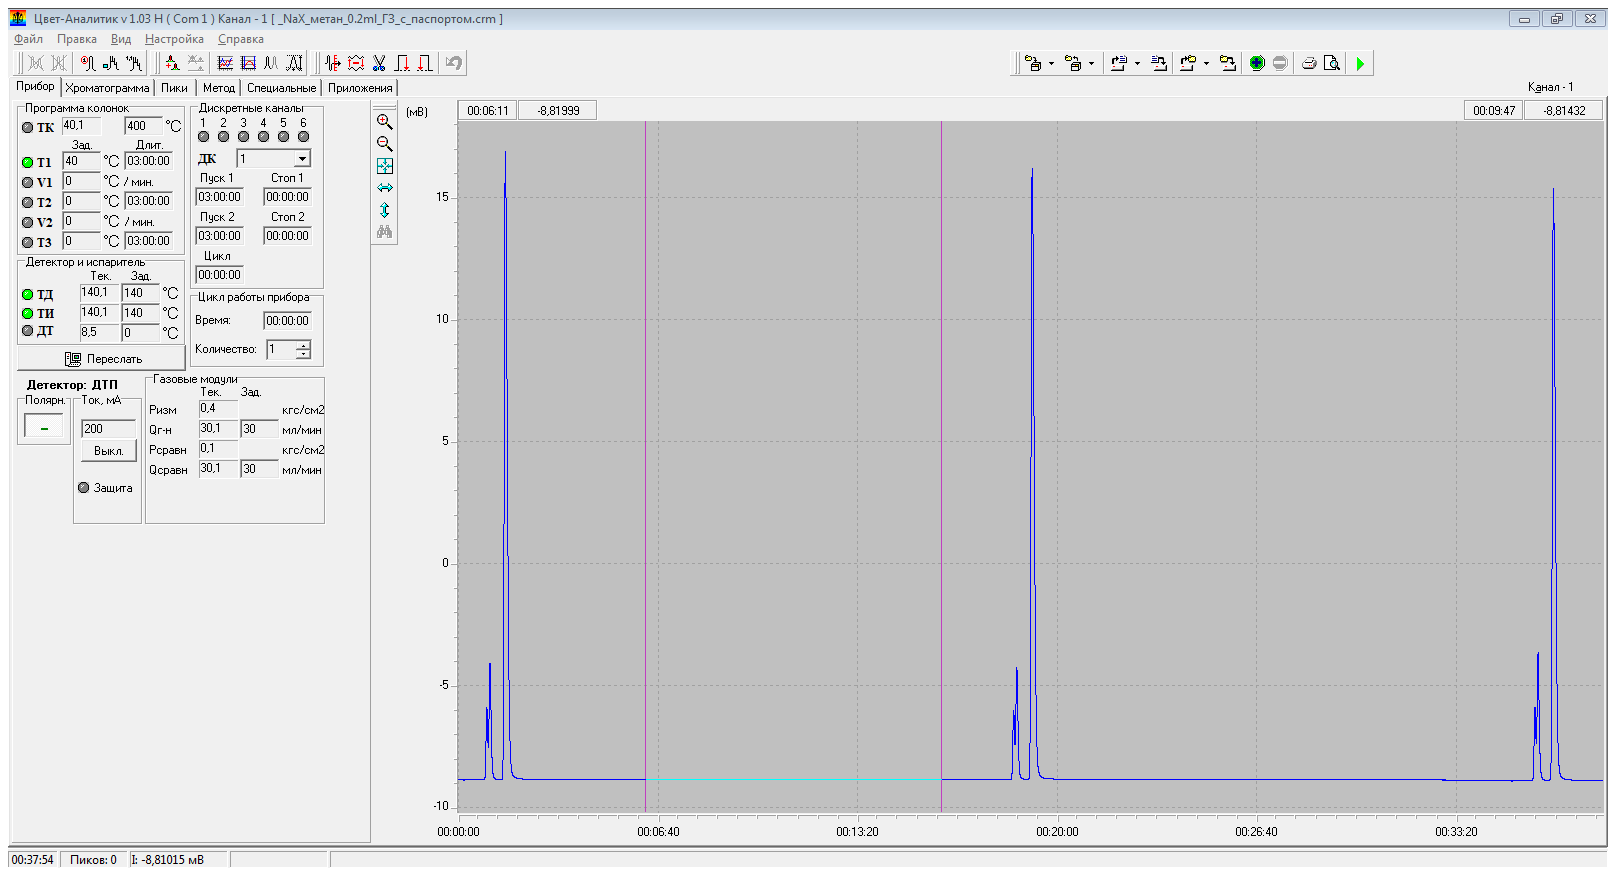 Цвет-Аналитик v 1.03 H ( Com 1 ) Канал - 1 [ _NaX_метан_0.2ml_ГЗ_с_паспортом.crm ]
Файл Правка Вид Настройка Справка
Прибор Хроматограмма Пики Метод Специальные Приложения
Канал - 1
Программа колонок
ТК 40,1 400 °C
Зад. Длит.
Т1 40 °C 03:00:00
V1 0 °C / мин.
Т2 0 °C 03:00:00
V2 0 °C / мин.
Т3 0 °C 03:00:00
Детектор и испаритель
Тек. Зад.
ТД 140,1 140 °C
ТИ 140,1 140 °C
ДТ 8,5 0 °C
Переслать
Детектор: ДТП
Полярн.
-
Ток, мА
200
Выкл.
Защита
Дискретные каналы
1 2 3 4 5 6
ДК 1
Пуск 1 Стоп 1
03:00:00 00:00:00
Пуск 2 Стоп 2
03:00:00 00:00:00
Цикл
00:00:00
Цикл работы прибора
Время: 00:00:00
Количество: 1
Газовые модули
Тек. Зад.
Pизм 0,4 кгс/см2
Qг-н 30,1 30 мл/мин
Pсравн 0,1 кгс/см2
Qсравн 30,1 30 мл/мин
(мВ)
00:06:11 -8,81999
00:09:47 -8,81432
15
10
5
0
-5
-10
00:00:00 00:06:40 00:13:20 00:20:00 00:26:40 00:33:20
00:37:54 Пиков: 0 I: -8,81015 мВ